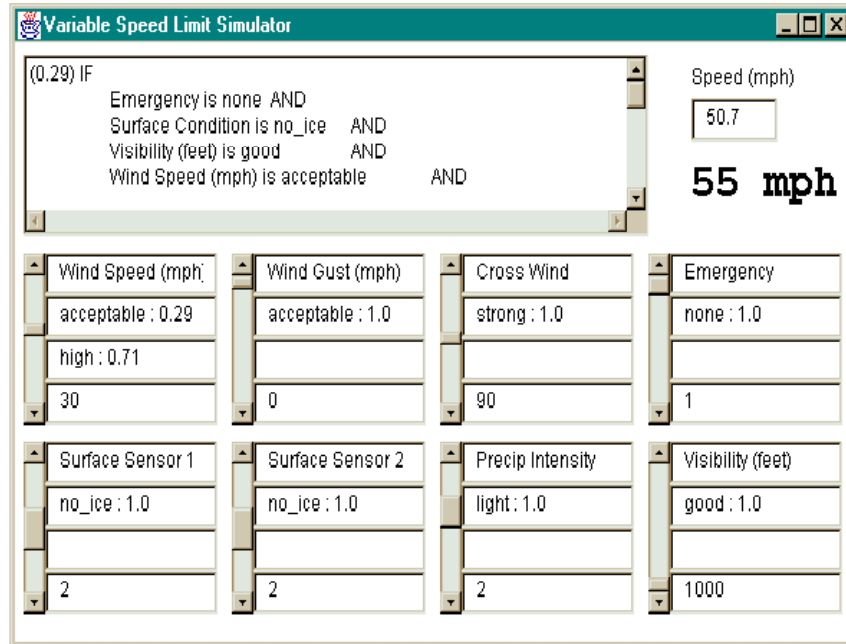 Variable Speed Limit Simulator
(0.29) IF
Emergency is none AND
Surface Condition is no_ice AND
Visibility (feet) is good AND
Wind Speed (mph) is acceptable AND
Speed (mph)
50.7
55 mph
Wind Speed (mph)
acceptable : 0.29
high : 0.71
30
Wind Gust (mph)
acceptable : 1.0
0
Cross Wind
strong : 1.0
90
Emergency
none : 1.0
1
Surface Sensor 1
no_ice : 1.0
2
Surface Sensor 2
no_ice : 1.0
2
Precip Intensity
light : 1.0
2
Visibility (feet)
good : 1.0
1000